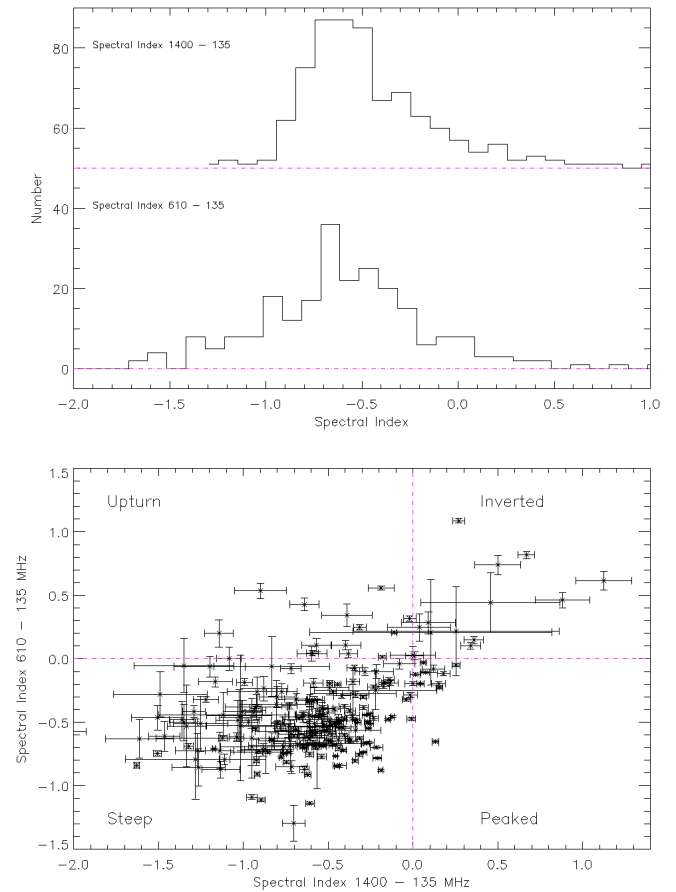 80
60
40
20
0
Number
Spectral Index 1400 – 135
Spectral Index 610 – 135
-2.0 -1.5 -1.0 -0.5 0.0 0.5 1.0
Spectral Index
1.5
1.0
0.5
0.0
-0.5
-1.0
-1.5
Spectral Index 610 – 135 MHz
Upturn Inverted
Steep Peaked
-2.0 -1.5 -1.0 -0.5 0.0 0.5 1.0
Spectral Index 1400 – 135 MHz